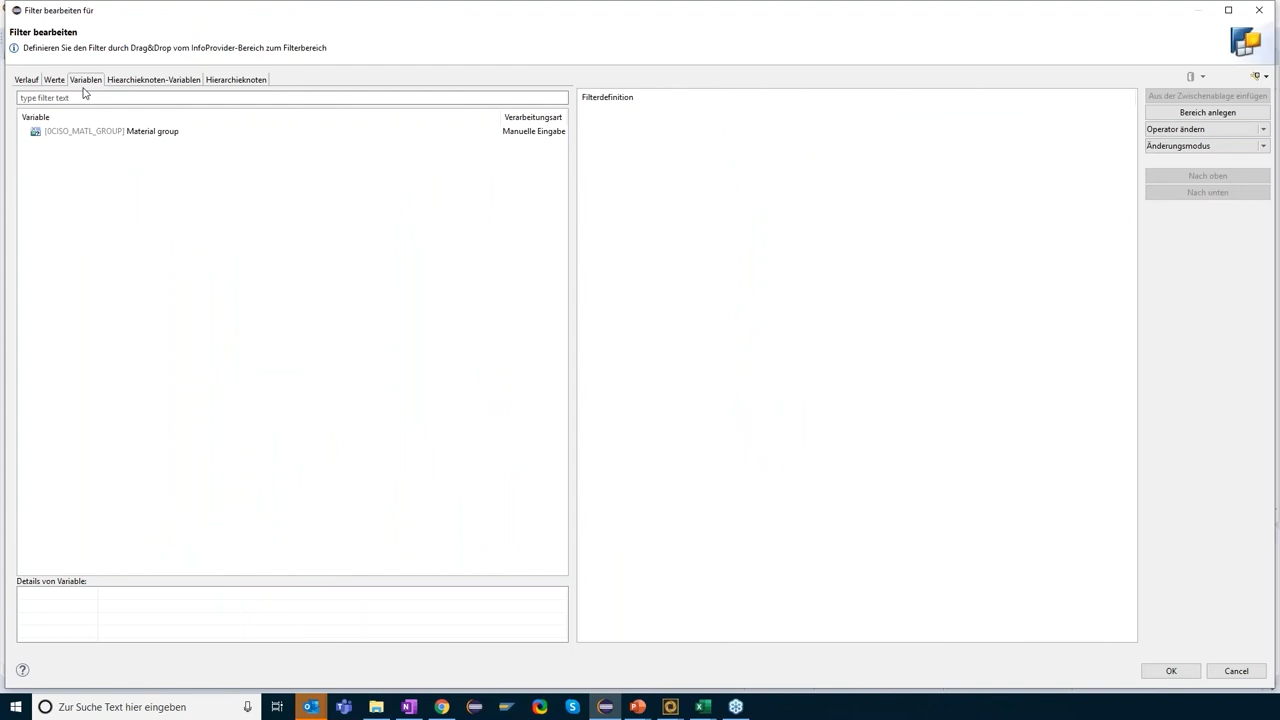 Filter bearbeiten für
Filter bearbeiten
Definieren Sie den Filter durch Drag&Drop vom InfoProvider-Bereich zum Filterbereich
Verlauf Werte Variablen Hiearchieknoten-Variablen Hierarchieknoten
type filter text
Variable Verarbeitungsart
[0CISO_MATL_GROUP] Material group Manuelle Eingabe
Details von Variable:
Filterdefinition
Aus der Zwischenablage einfügen
Bereich anlegen
Operator ändern
Änderungsmodus
Nach oben
Nach unten
OK Cancel
Zur Suche Text hier eingeben